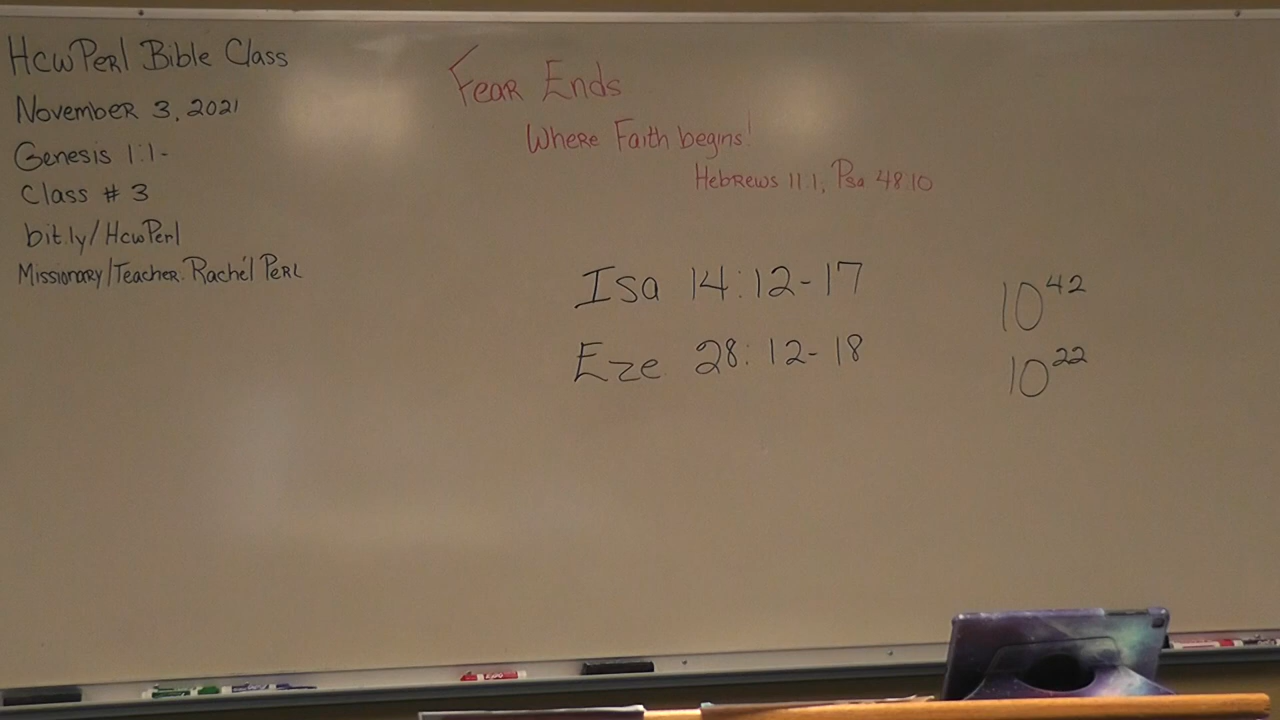 HcwPerl Bible Class
November 3, 2021
Genesis 1:1-
Class # 3
bit.ly/HcwPerl
Missionary/Teacher: Rachél Perl
Fear Ends
Where Faith begins!
Hebrews 11:1, Psa 48:10
Isa 14:12-17
Eze 28:12-18
10⁴²
10²²